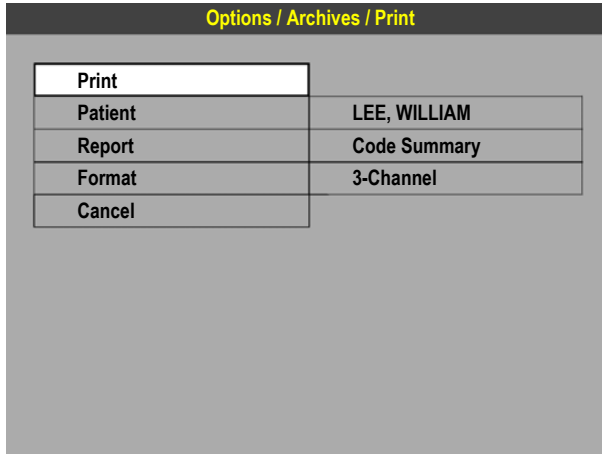 Options / Archives / Print
Print
Patient LEE, WILLIAM
Report Code Summary
Format 3-Channel
Cancel